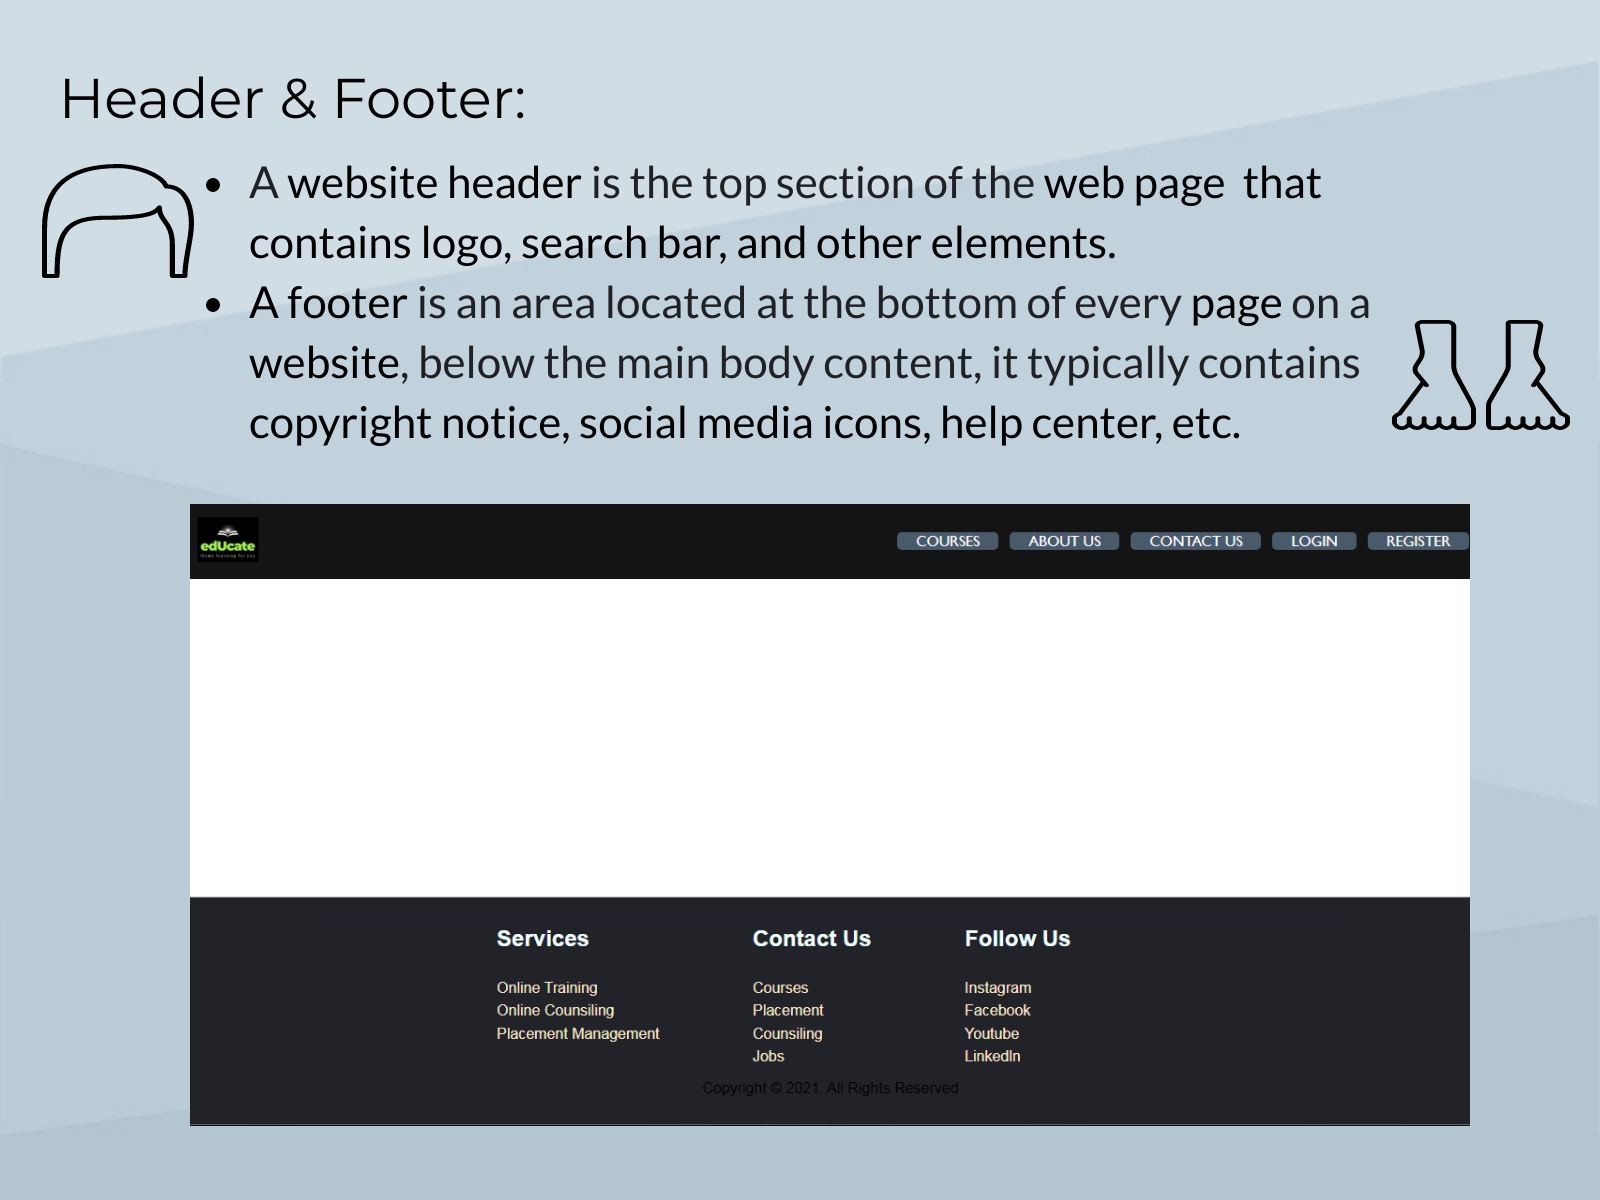 Header & Footer:
• A website header is the top section of the web page  that
contains logo, search bar, and other elements.
• A footer is an area located at the bottom of every page on a
website, below the main body content, it typically contains
copyright notice, social media icons, help center, etc.
edUcate
Home learning for you
COURSES ABOUT US CONTACT US LOGIN REGISTER
Services Contact Us Follow Us
Online Training Courses Instagram
Online Counsiling Placement Facebook
Placement Management Counsiling Youtube
Jobs LinkedIn
Copyright © 2021. All Rights Reserved